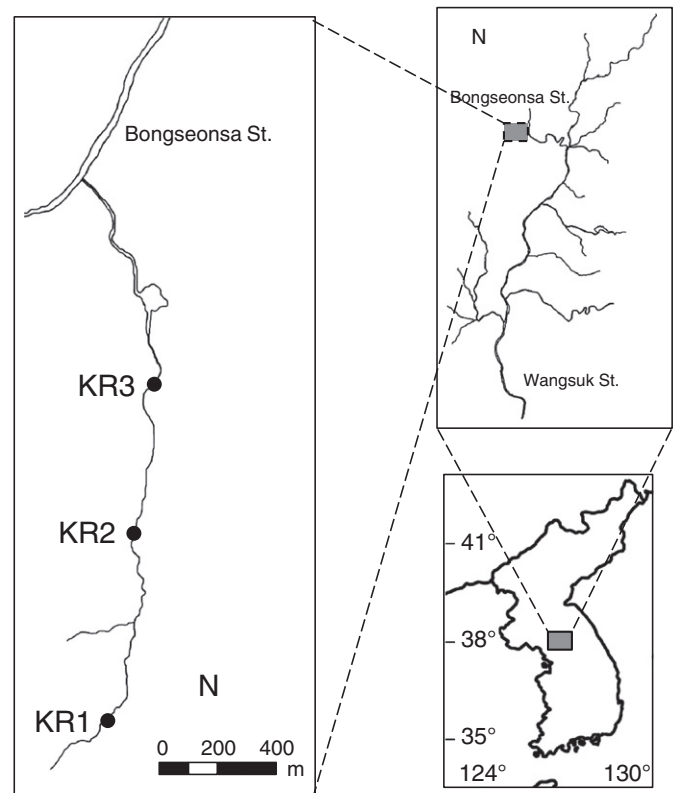 Bongseonsa St.
KR3
KR2
KR1
N
0 200 400
m
N
Bongseonsa St.
Wangsuk St.
41°
38°
35°
124° 130°